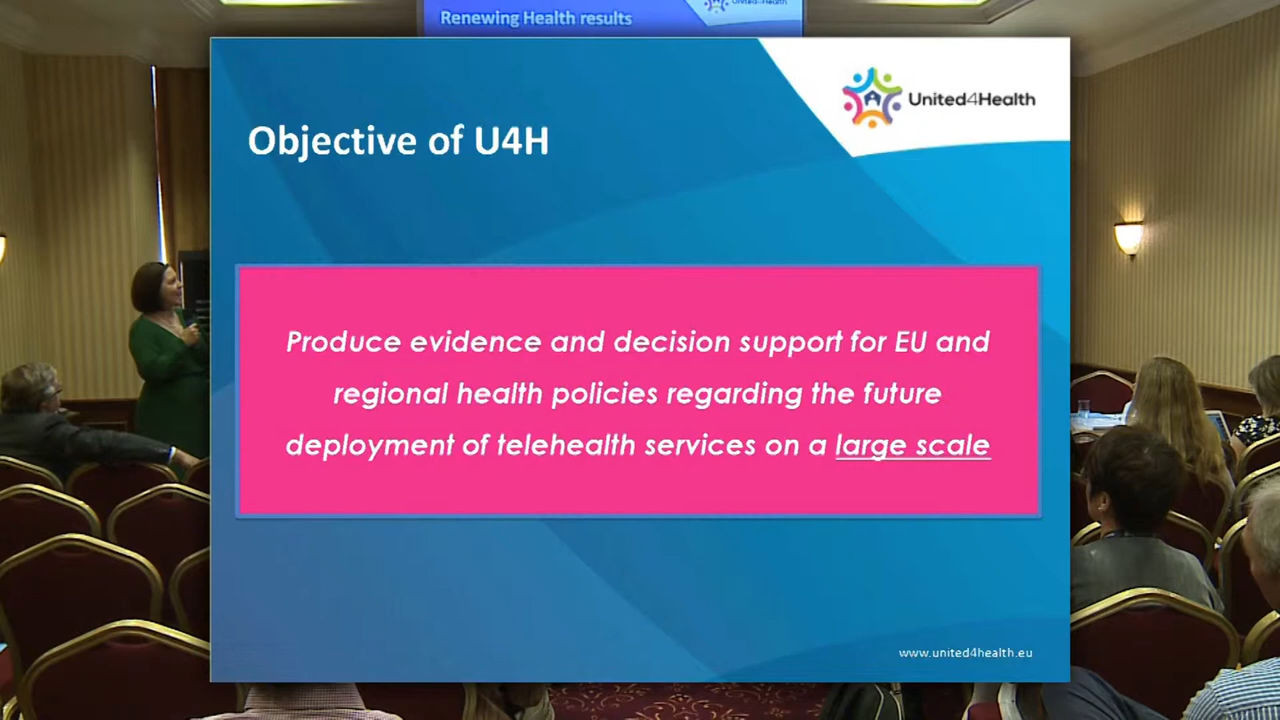 Renewing Health results
United4Health
United4Health
Objective of U4H
Produce evidence and decision support for EU and
regional health policies regarding the future
deployment of telehealth services on a large scale
www.united4health.eu